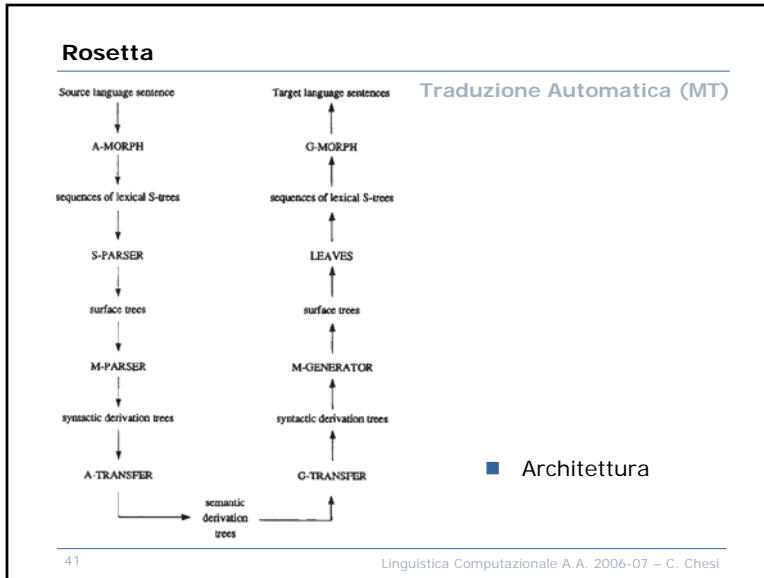 Rosetta
Traduzione Automatica (MT)
Source language sentence
A-MORPH
sequences of lexical S-trees
S-PARSER
surface trees
M-PARSER
syntactic derivation trees
A-TRANSFER
semantic
derivation
trees
Target language sentences
G-MORPH
sequences of lexical S-trees
LEAVES
surface trees
M-GENERATOR
syntactic derivation trees
G-TRANSFER
■ Architettura
41
Linguistica Computazionale A.A. 2006-07 – C. Chesi